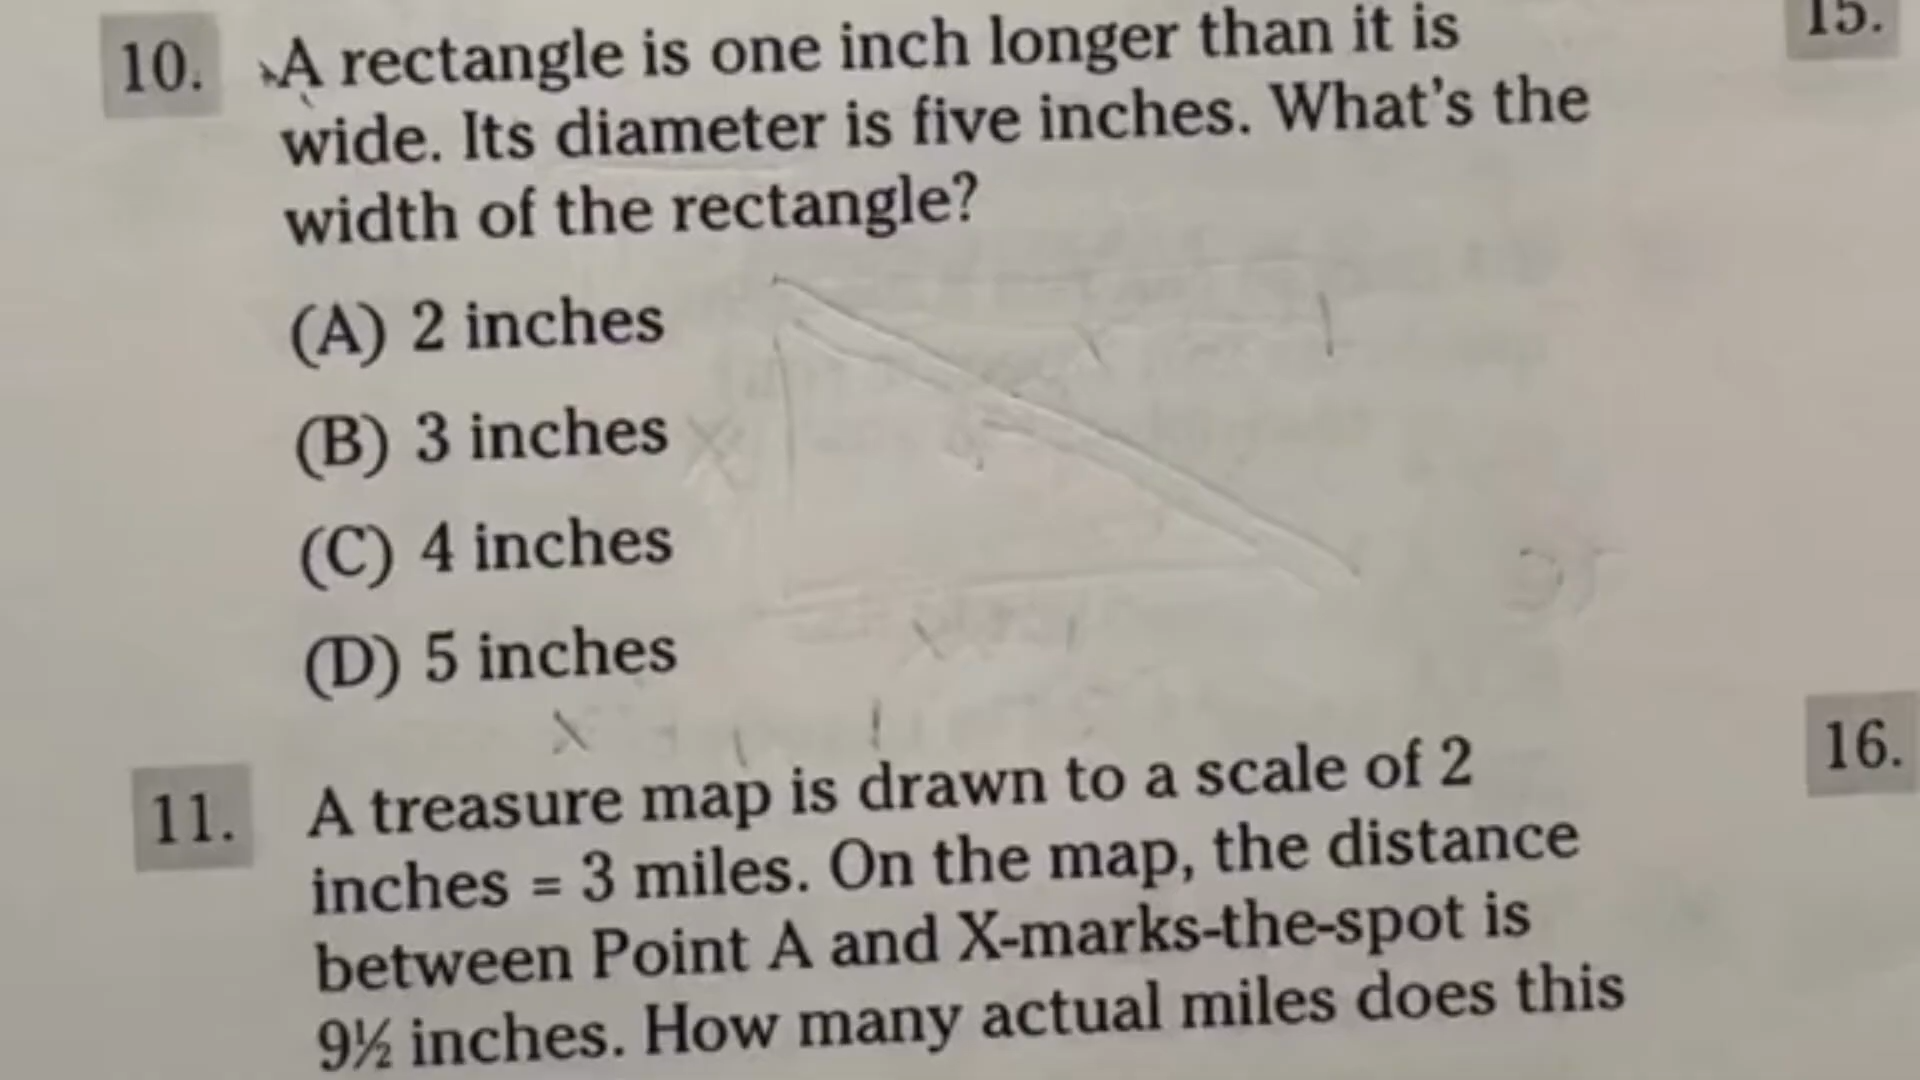 10. A rectangle is one inch longer than it is
wide. Its diameter is five inches. What's the
width of the rectangle?
(A) 2 inches
(B) 3 inches
(C) 4 inches
(D) 5 inches
11. A treasure map is drawn to a scale of 2
inches = 3 miles. On the map, the distance
between Point A and X-marks-the-spot is
9½ inches. How many actual miles does this
15.
16.